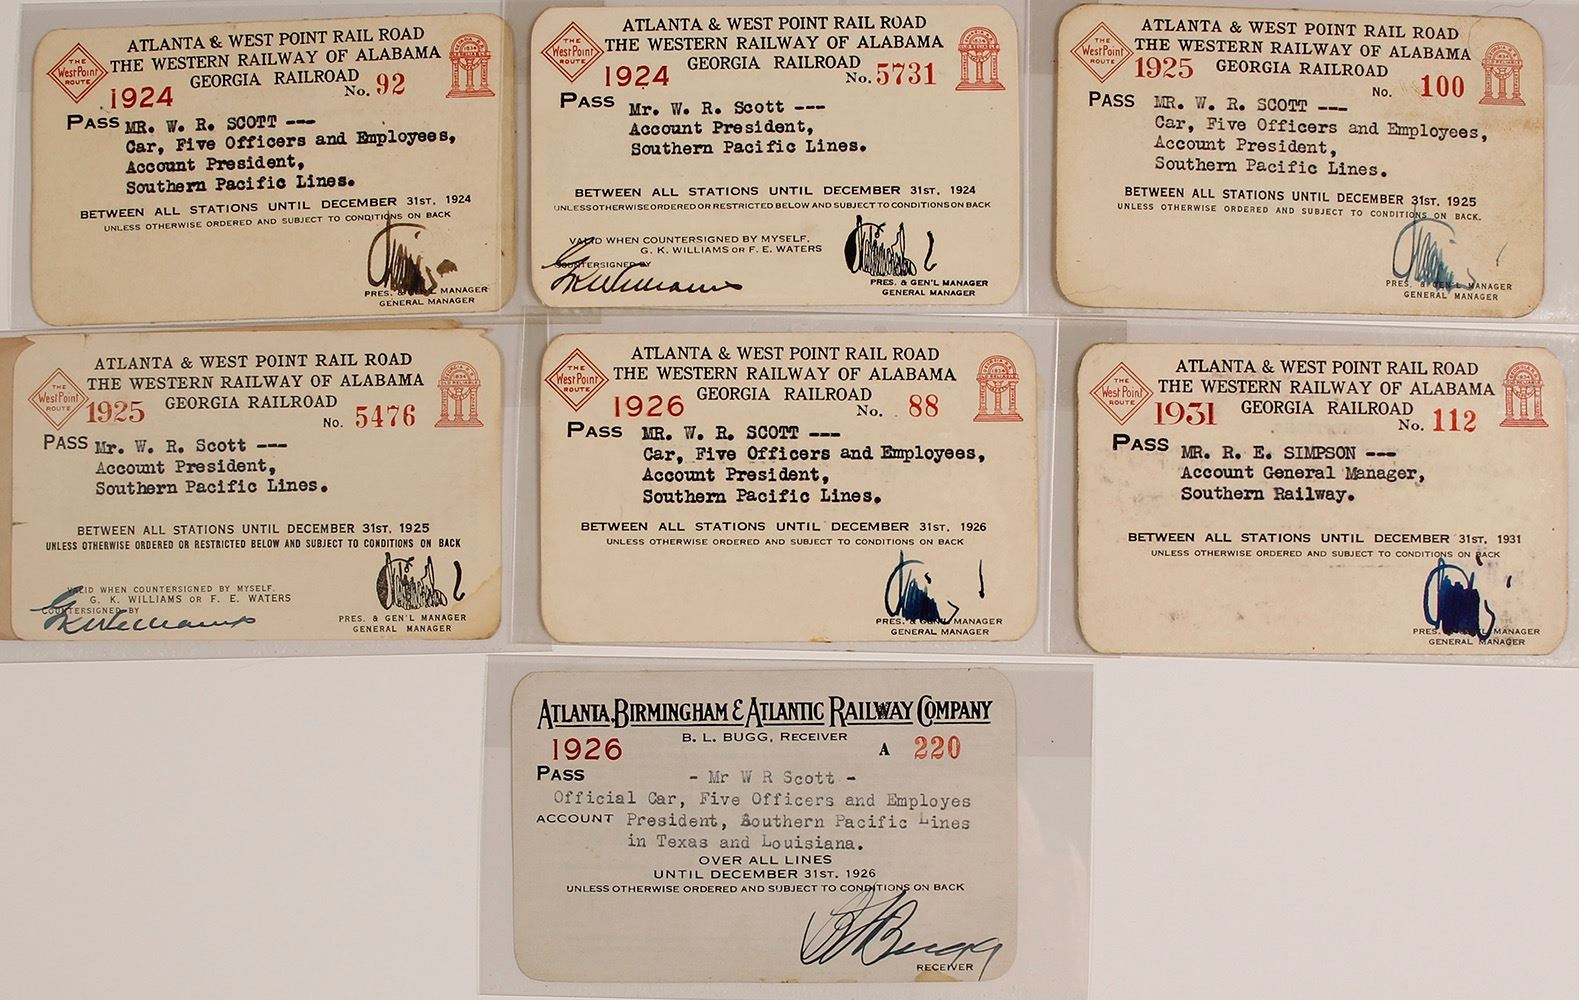 ATLANTA & WEST POINT RAIL ROAD
THE WESTERN RAILWAY OF ALABAMA
GEORGIA RAILROAD
THE
West Point
ROUTE
1924
No. 92
PASS MR. W. R. SCOTT ---
Car, Five Officers and Employees,
Account President,
Southern Pacific Lines.
BETWEEN ALL STATIONS UNTIL DECEMBER 31ST, 1924
UNLESS OTHERWISE ORDERED AND SUBJECT TO CONDITIONS ON BACK
PRES. & GEN'L MANAGER
GENERAL MANAGER
ATLANTA & WEST POINT RAIL ROAD
THE WESTERN RAILWAY OF ALABAMA
GEORGIA RAILROAD
THE
West Point
ROUTE
1924
No. 5731
PASS Mr. W. R. Scott ---
Account President,
Southern Pacific Lines.
BETWEEN ALL STATIONS UNTIL DECEMBER 31ST, 1924
UNLESS OTHERWISE ORDERED OR RESTRICTED BELOW AND SUBJECT TO CONDITIONS ON BACK
VALID WHEN COUNTERSIGNED BY MYSELF,
G. K. WILLIAMS OR F. E. WATERS
COUNTERSIGNED BY
GKWilliams
PRES. & GEN'L MANAGER
GENERAL MANAGER
ATLANTA & WEST POINT RAIL ROAD
THE WESTERN RAILWAY OF ALABAMA
GEORGIA RAILROAD
THE
West Point
ROUTE
1925
No. 100
PASS MR. W. R. SCOTT ---
Car, Five Officers and Employees,
Account President,
Southern Pacific Lines.
BETWEEN ALL STATIONS UNTIL DECEMBER 31ST, 1925
UNLESS OTHERWISE ORDERED AND SUBJECT TO CONDITIONS ON BACK.
PRES. & GEN'L MANAGER
GENERAL MANAGER
ATLANTA & WEST POINT RAIL ROAD
THE WESTERN RAILWAY OF ALABAMA
GEORGIA RAILROAD
THE
West Point
ROUTE
1925
No. 5476
PASS Mr. W. R. Scott ---
Account President,
Southern Pacific Lines.
BETWEEN ALL STATIONS UNTIL DECEMBER 31ST, 1925
UNLESS OTHERWISE ORDERED OR RESTRICTED BELOW AND SUBJECT TO CONDITIONS ON BACK
VALID WHEN COUNTERSIGNED BY MYSELF,
G. K. WILLIAMS OR F. E. WATERS
COUNTERSIGNED BY
GKWilliams
PRES. & GEN'L MANAGER
GENERAL MANAGER
ATLANTA & WEST POINT RAIL ROAD
THE WESTERN RAILWAY OF ALABAMA
GEORGIA RAILROAD
THE
West Point
ROUTE
1926
No. 88
PASS MR. W. R. SCOTT ---
Car, Five Officers and Employees,
Account President,
Southern Pacific Lines.
BETWEEN ALL STATIONS UNTIL DECEMBER 31ST, 1926
UNLESS OTHERWISE ORDERED AND SUBJECT TO CONDITIONS ON BACK
PRES. & GEN'L MANAGER
GENERAL MANAGER
ATLANTA & WEST POINT RAIL ROAD
THE WESTERN RAILWAY OF ALABAMA
GEORGIA RAILROAD
THE
West Point
ROUTE
1931
No. 112
PASS MR. R. E. SIMPSON ---
Account General Manager,
Southern Railway.
BETWEEN ALL STATIONS UNTIL DECEMBER 31ST, 1931
UNLESS OTHERWISE ORDERED AND SUBJECT TO CONDITIONS ON BACK
PRES. & GEN'L MANAGER
GENERAL MANAGER
ATLANTA, BIRMINGHAM & ATLANTIC RAILWAY COMPANY
B. L. BUGG, RECEIVER
1926
A 220
PASS - Mr W R Scott -
Official Car, Five Officers and Employes
ACCOUNT President, Southern Pacific Lines
in Texas and Louisiana.
OVER ALL LINES
UNTIL DECEMBER 31ST, 1926
UNLESS OTHERWISE ORDERED AND SUBJECT TO CONDITIONS ON BACK
B L Bugg
RECEIVER